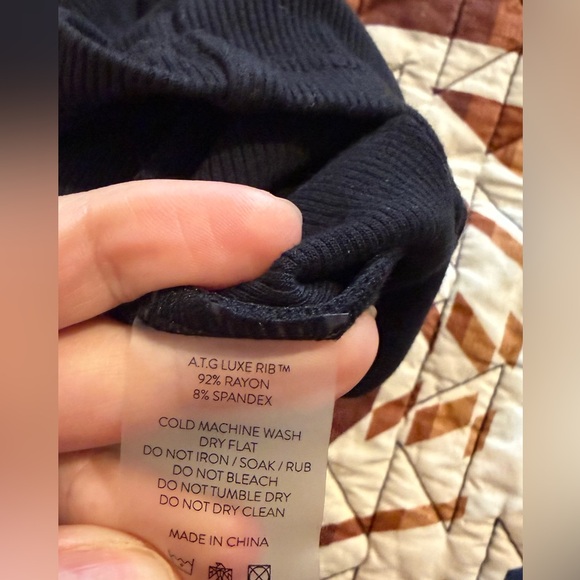 A.T.G LUXE RIB™
92% RAYON
8% SPANDEX
COLD MACHINE WASH
DRY FLAT
DO NOT IRON / SOAK / RUB
DO NOT BLEACH
DO NOT TUMBLE DRY
DO NOT DRY CLEAN
MADE IN CHINA